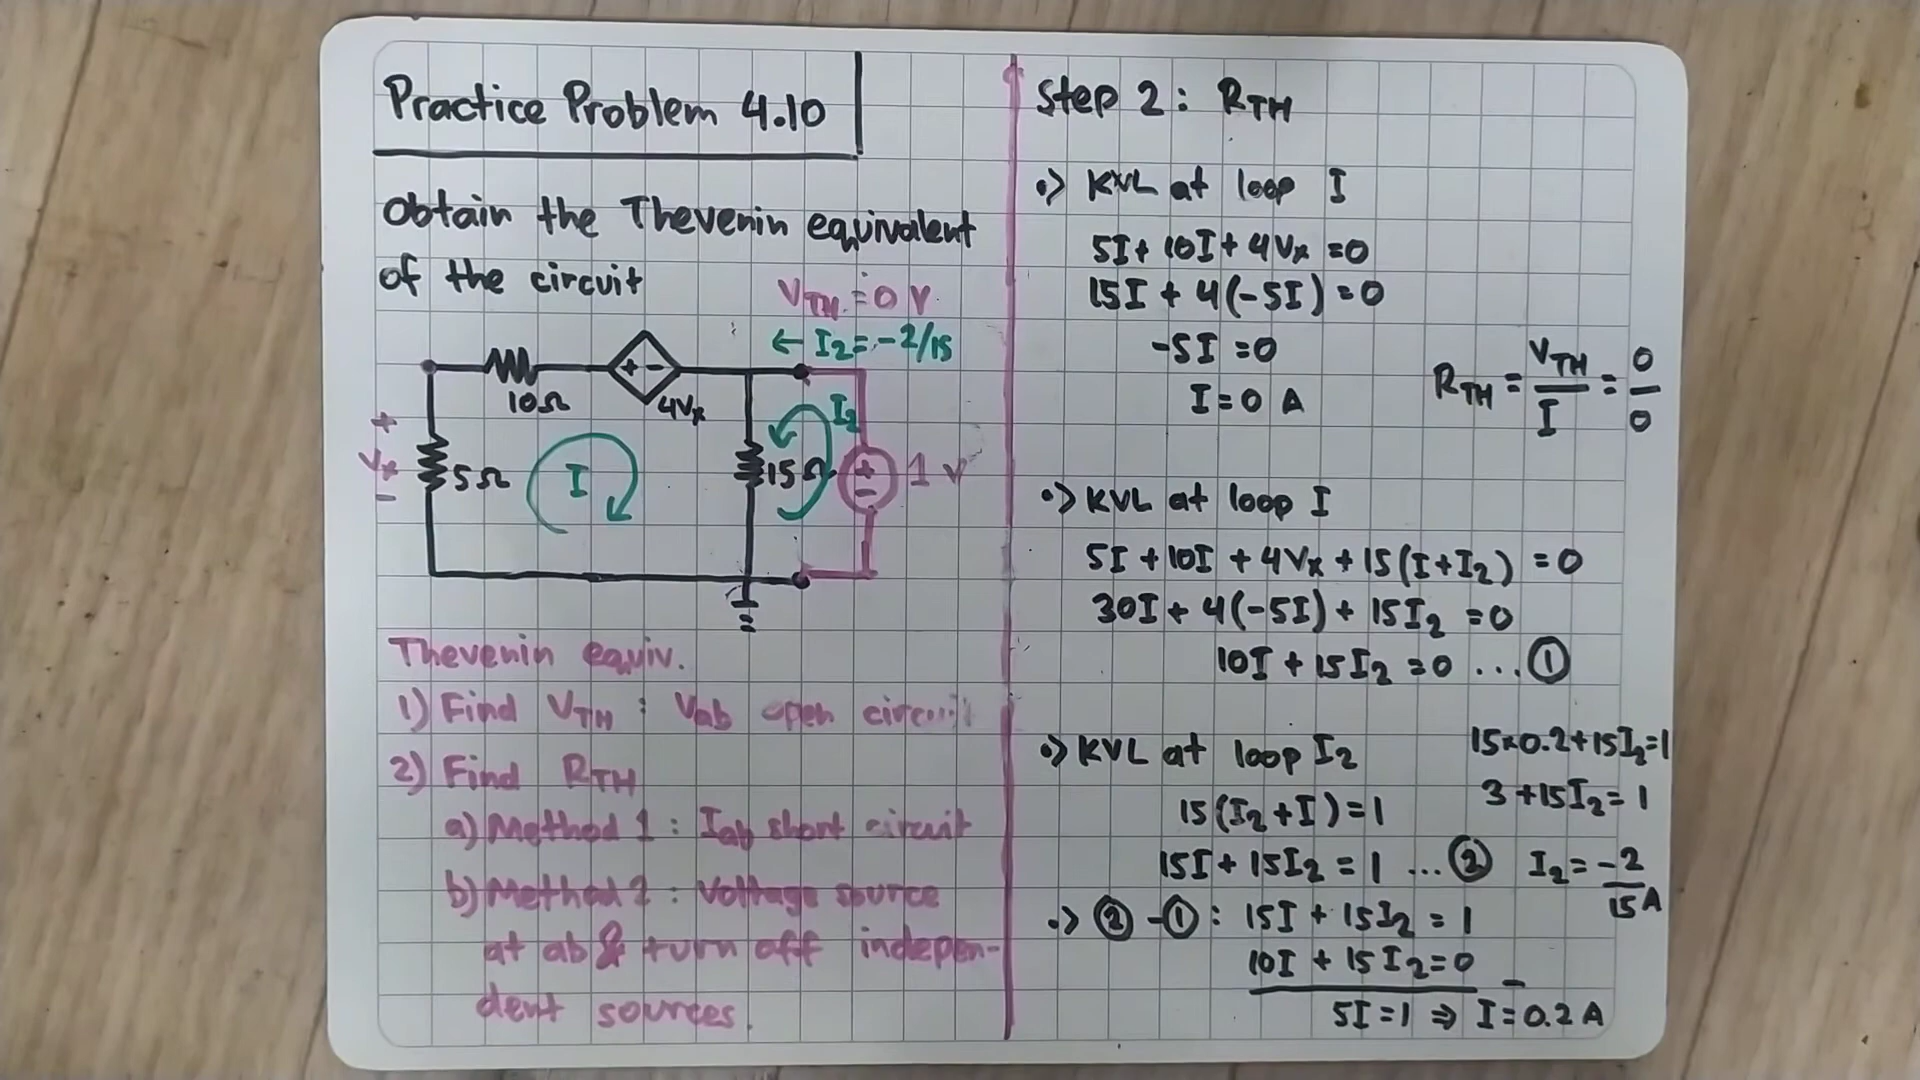 Practice Problem 4.10
Obtain the Thevenin equivalent
of the circuit
VTH = 0 V
← I2 = -2/15
10Ω
+ -
4Vx
+
Vx
-
5Ω
I
15Ω
I2
+
-
1 V
Thevenin equiv.
1) Find VTH : Vab open circuit
2) Find RTH
a) Method 1 : Iab short circuit
b) Method 2 : Voltage source
at ab & turn off indepen-
dent sources.
Step 2 : RTH
•> KVL at loop I
5I + 10I + 4Vx = 0
15I + 4(-5I) = 0
-5I = 0
I = 0 A
RTH = VTH/I = 0/0
•> KVL at loop I
5I + 10I + 4Vx + 15(I+I2) = 0
30I + 4(-5I) + 15I2 = 0
10I + 15I2 = 0 ... ①
•> KVL at loop I2
15(I2+I) = 1
15I + 15I2 = 1 ... ②
•> ② - ① : 15I + 15I2 = 1
10I + 15I2 = 0 -
5I = 1 ⇒ I = 0.2 A
15×0.2+15I2=1
3 +15I2 = 1
I2 = -2/15 A